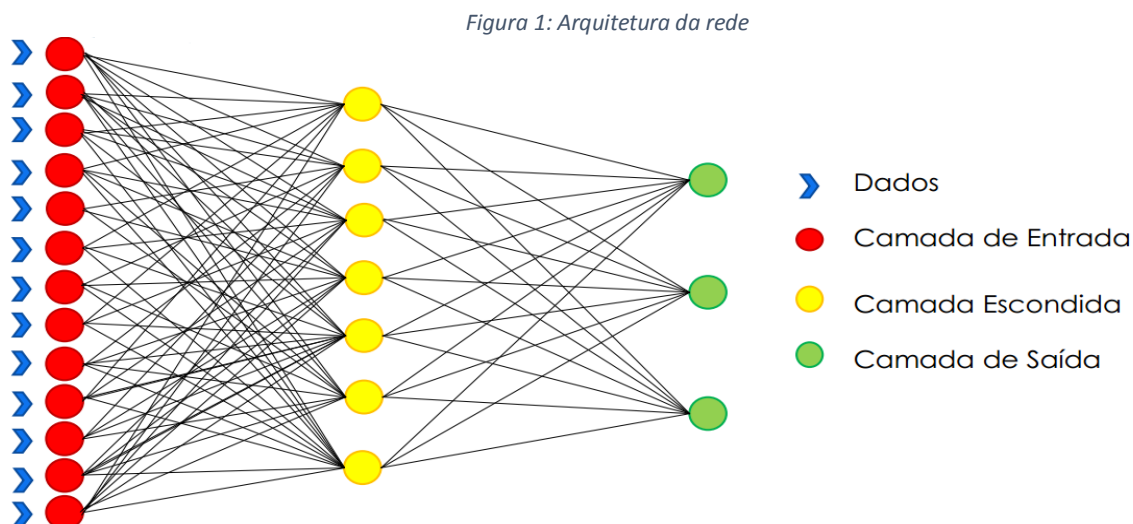 Figura 1: Arquitetura da rede
Dados
Camada de Entrada
Camada Escondida
Camada de Saída